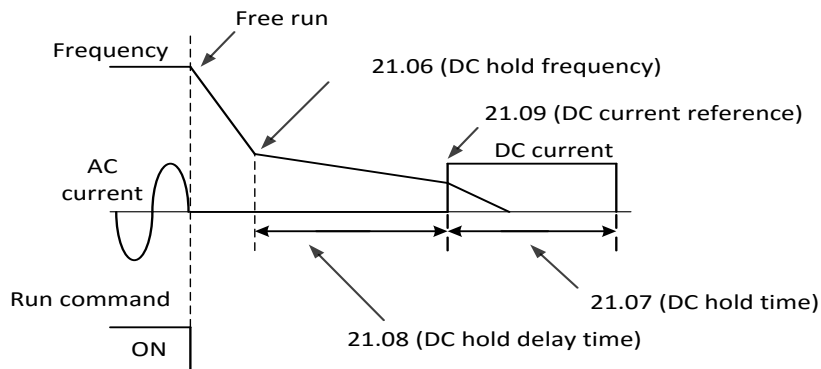 Free run
Frequency
21.06 (DC hold frequency)
21.09 (DC current reference)
DC current
AC
current
Run command
ON
21.07 (DC hold time)
21.08 (DC hold delay time)